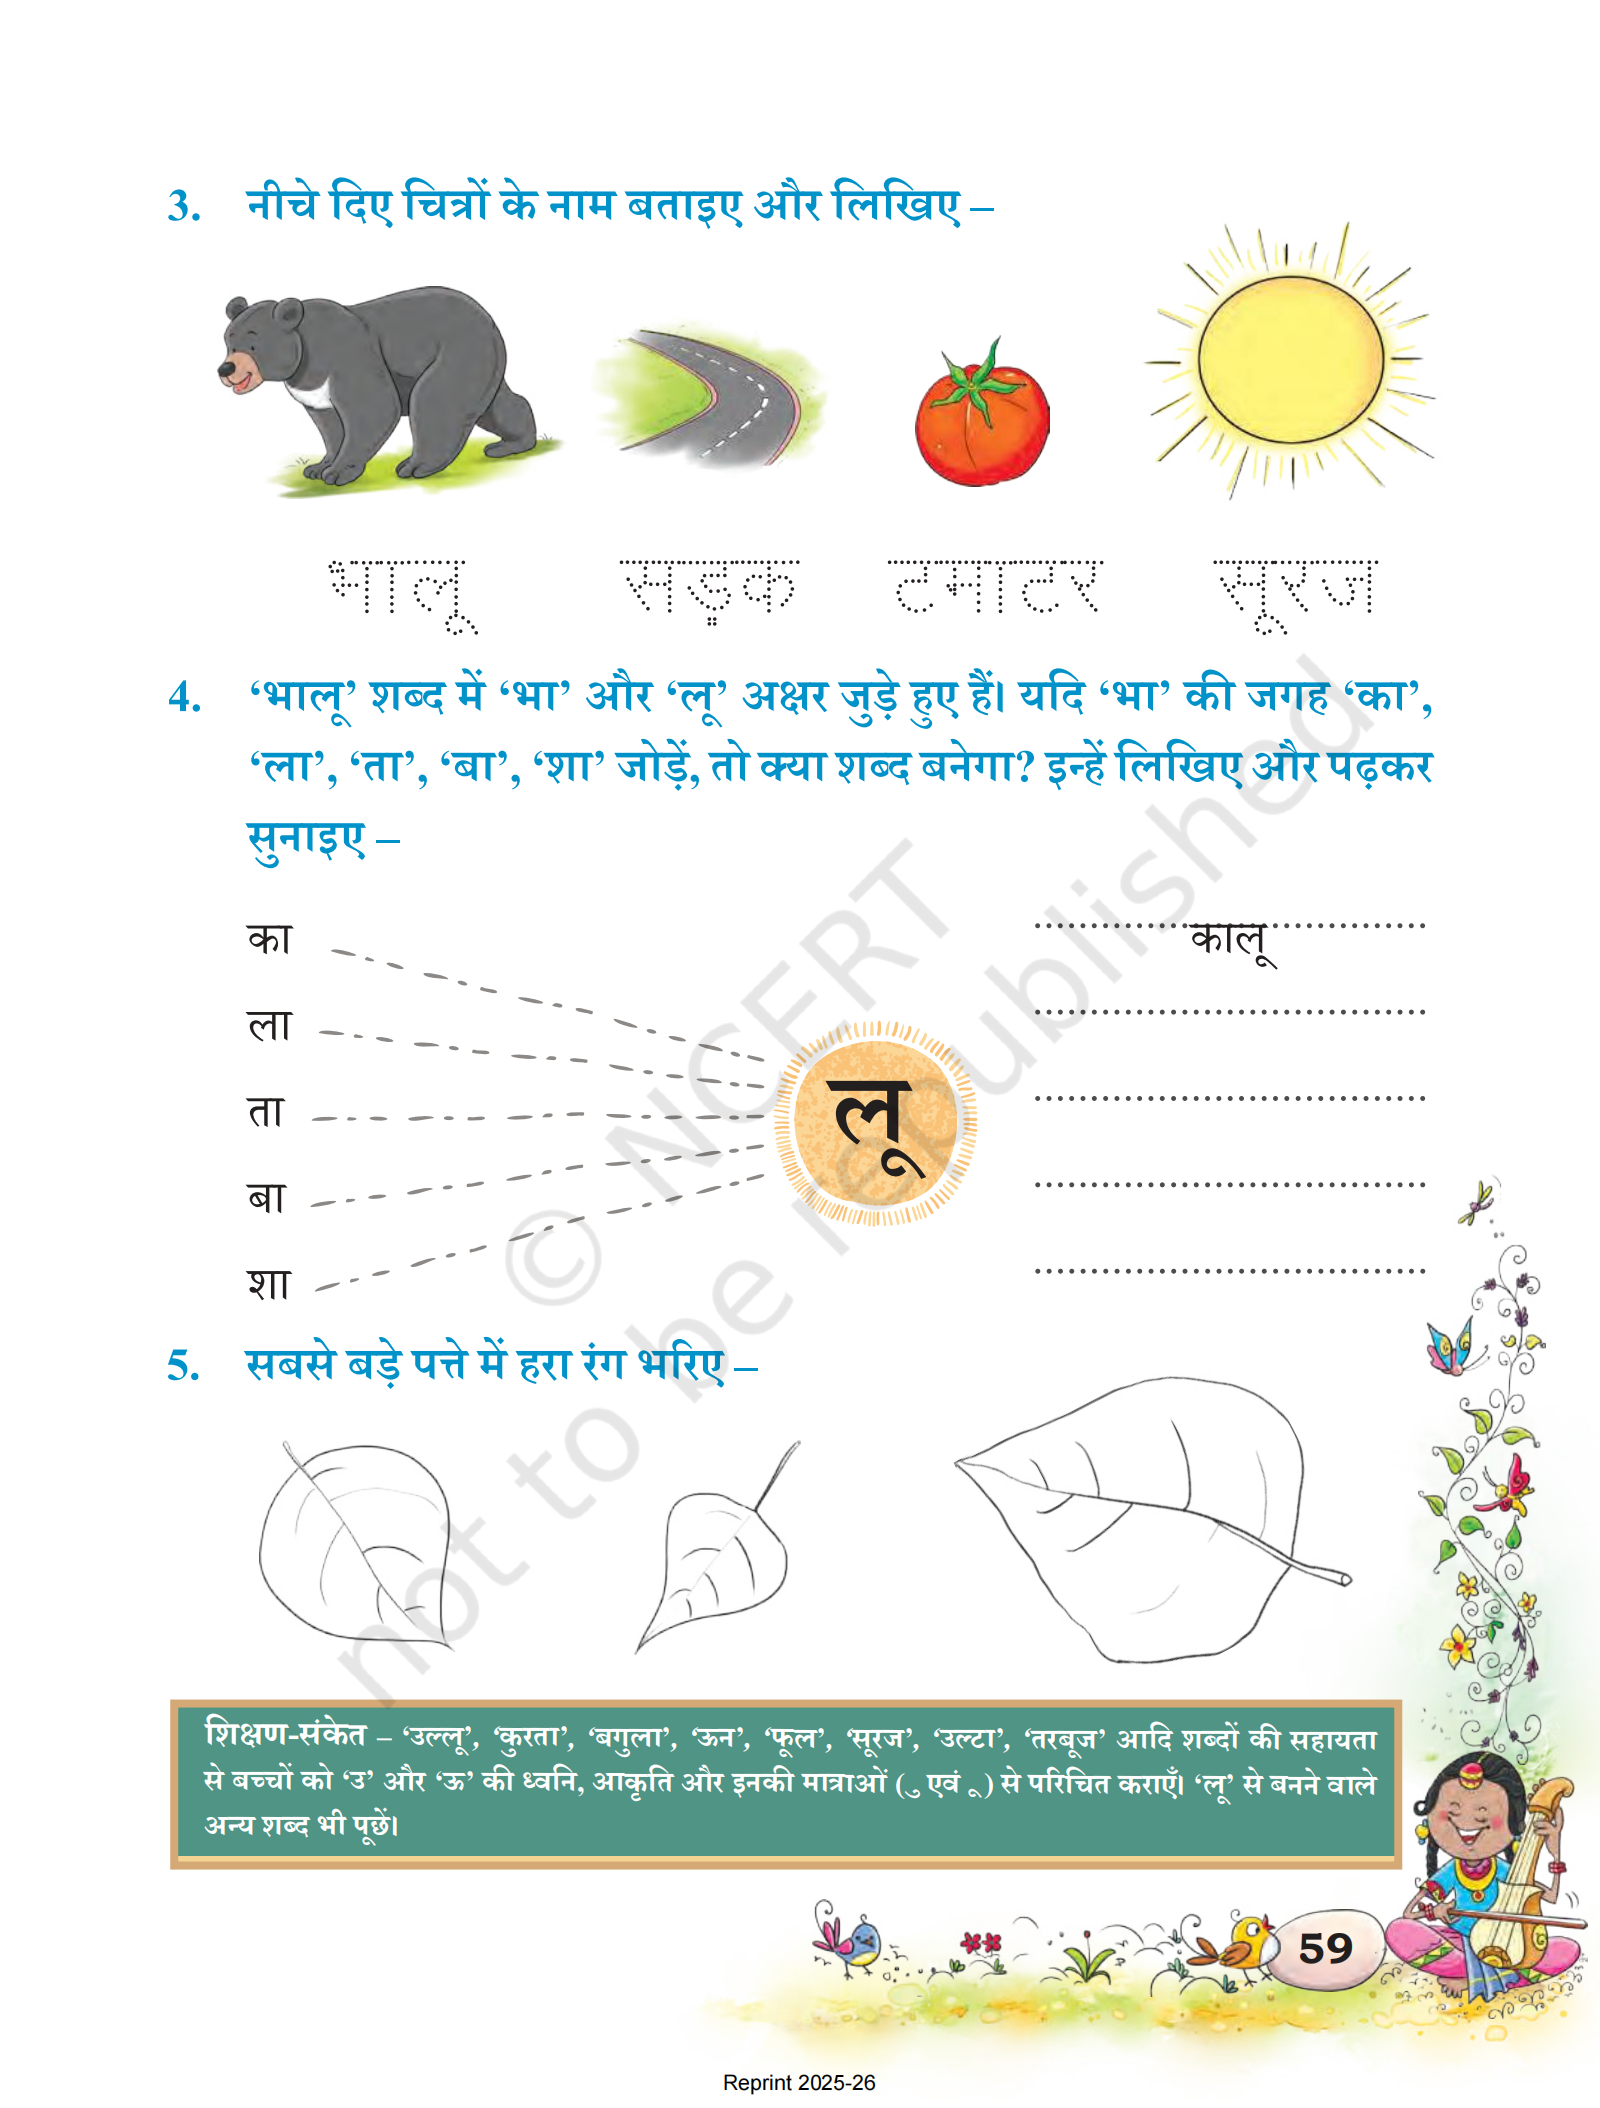 3. नीचे दिए चित्रों के नाम बताइए और लिखिए –
भालू सड़क टमाटर सूरज
4. ‘भालू’ शब्द में ‘भा’ और ‘लू’ अक्षर जुड़े हुए हैं। यदि ‘भा’ की जगह ‘का’,
‘ला’, ‘ता’, ‘बा’, ‘शा’ जोड़ें, तो क्या शब्द बनेगा? इन्हें लिखिए और पढ़कर
सुनाइए –
का
कालू
ला
ता
लू
बा
शा
5. सबसे बड़े पत्ते में हरा रंग भरिए –
शिक्षण-संकेत – ‘उल्लू’, ‘कुरता’, ‘बगुला’, ‘ऊन’, ‘फूल’, ‘सूरज’, ‘उल्टा’, ‘तरबूज’ आदि शब्दों की सहायता
से बच्चों को ‘उ’ और ‘ऊ’ की ध्वनि, आकृति और इनकी मात्राओं ( ु एवं ू ) से परिचित कराएँ। ‘लू’ से बनने वाले
अन्य शब्द भी पूछें।
59
Reprint 2025-26
© NCERT
not to be republished